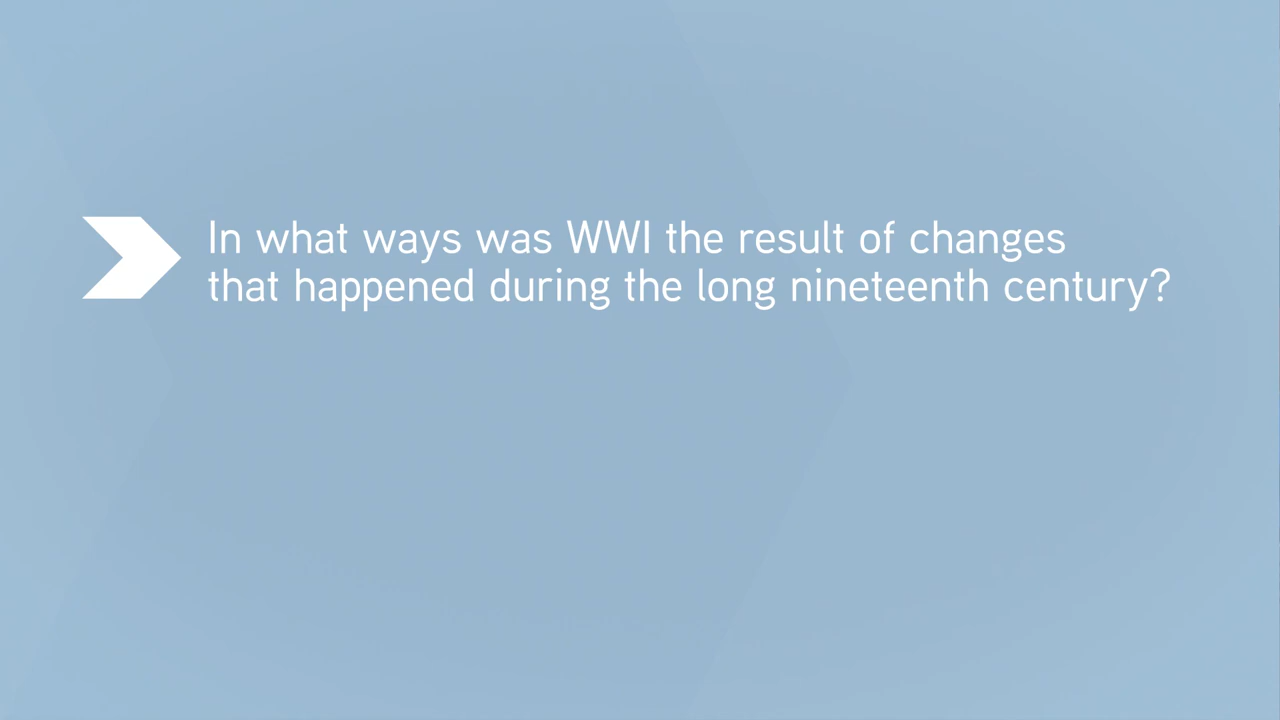 In what ways was WWI the result of changes
that happened during the long nineteenth century?